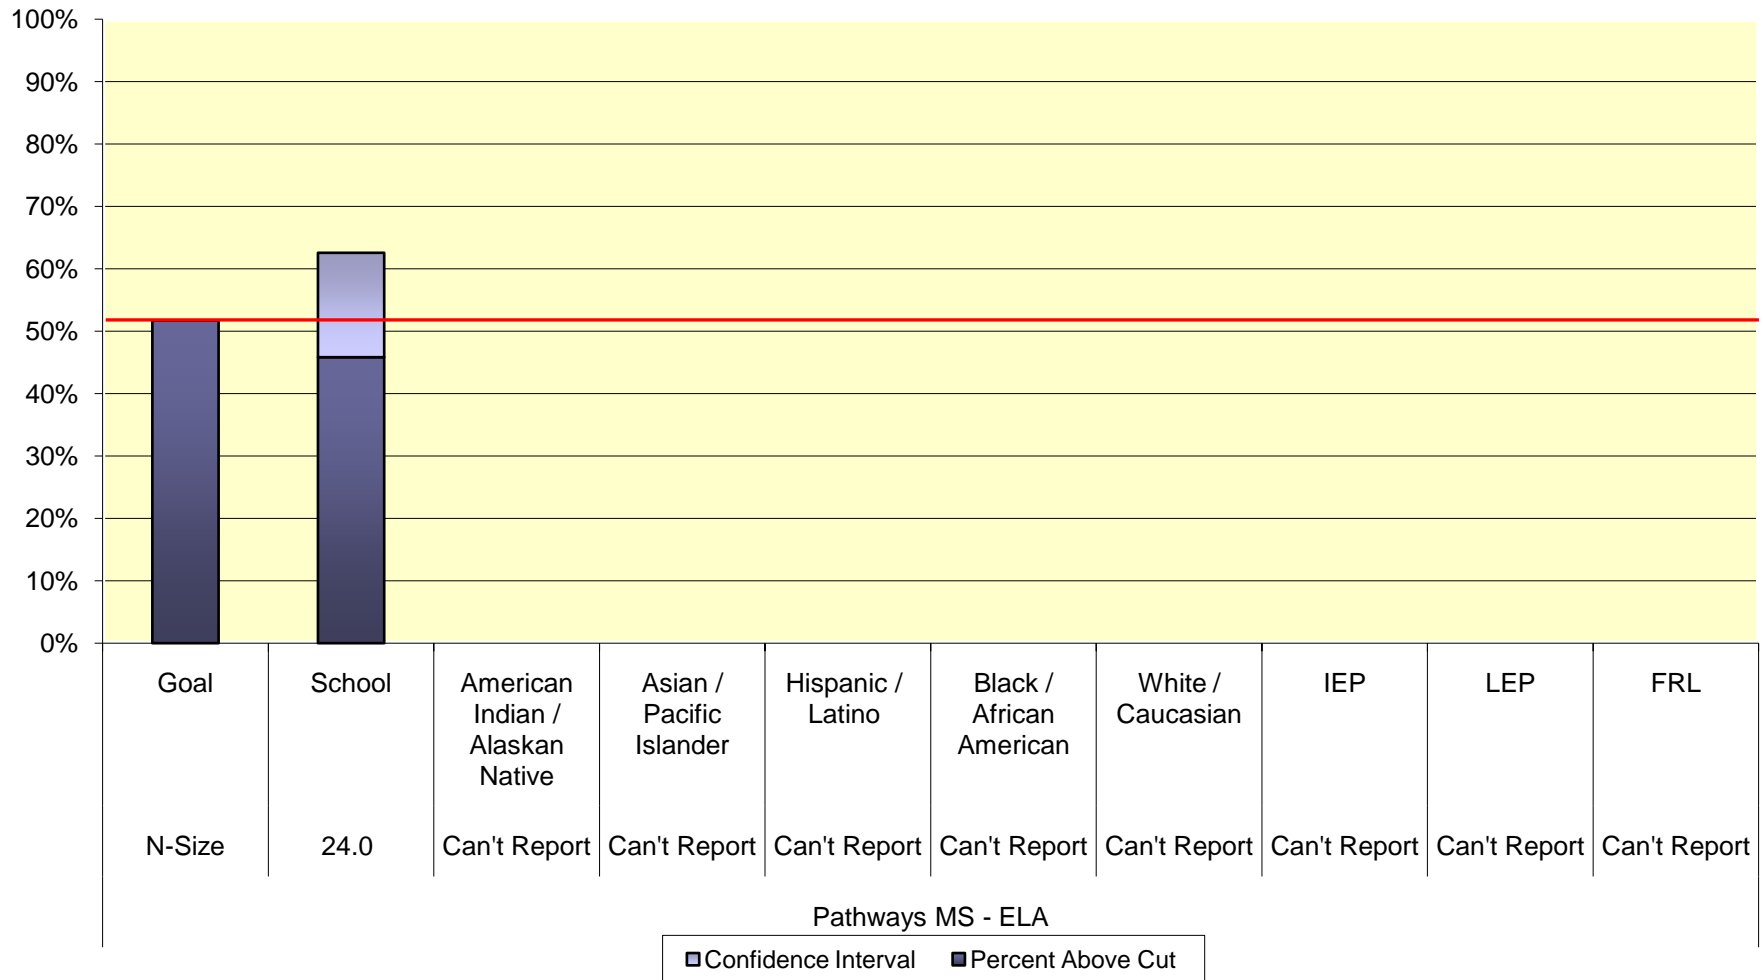 100%
90%
80%
70%
60%
50%
40%
30%
20%
10%
0%
Goal
School
American
Indian /
Alaskan
Native
Asian /
Pacific
Islander
Hispanic /
Latino
Black /
African
American
White /
Caucasian
IEP
LEP
FRL
N-Size
24.0
Can't Report
Can't Report
Can't Report
Can't Report
Can't Report
Can't Report
Can't Report
Can't Report
Pathways MS - ELA
Confidence Interval
Percent Above Cut